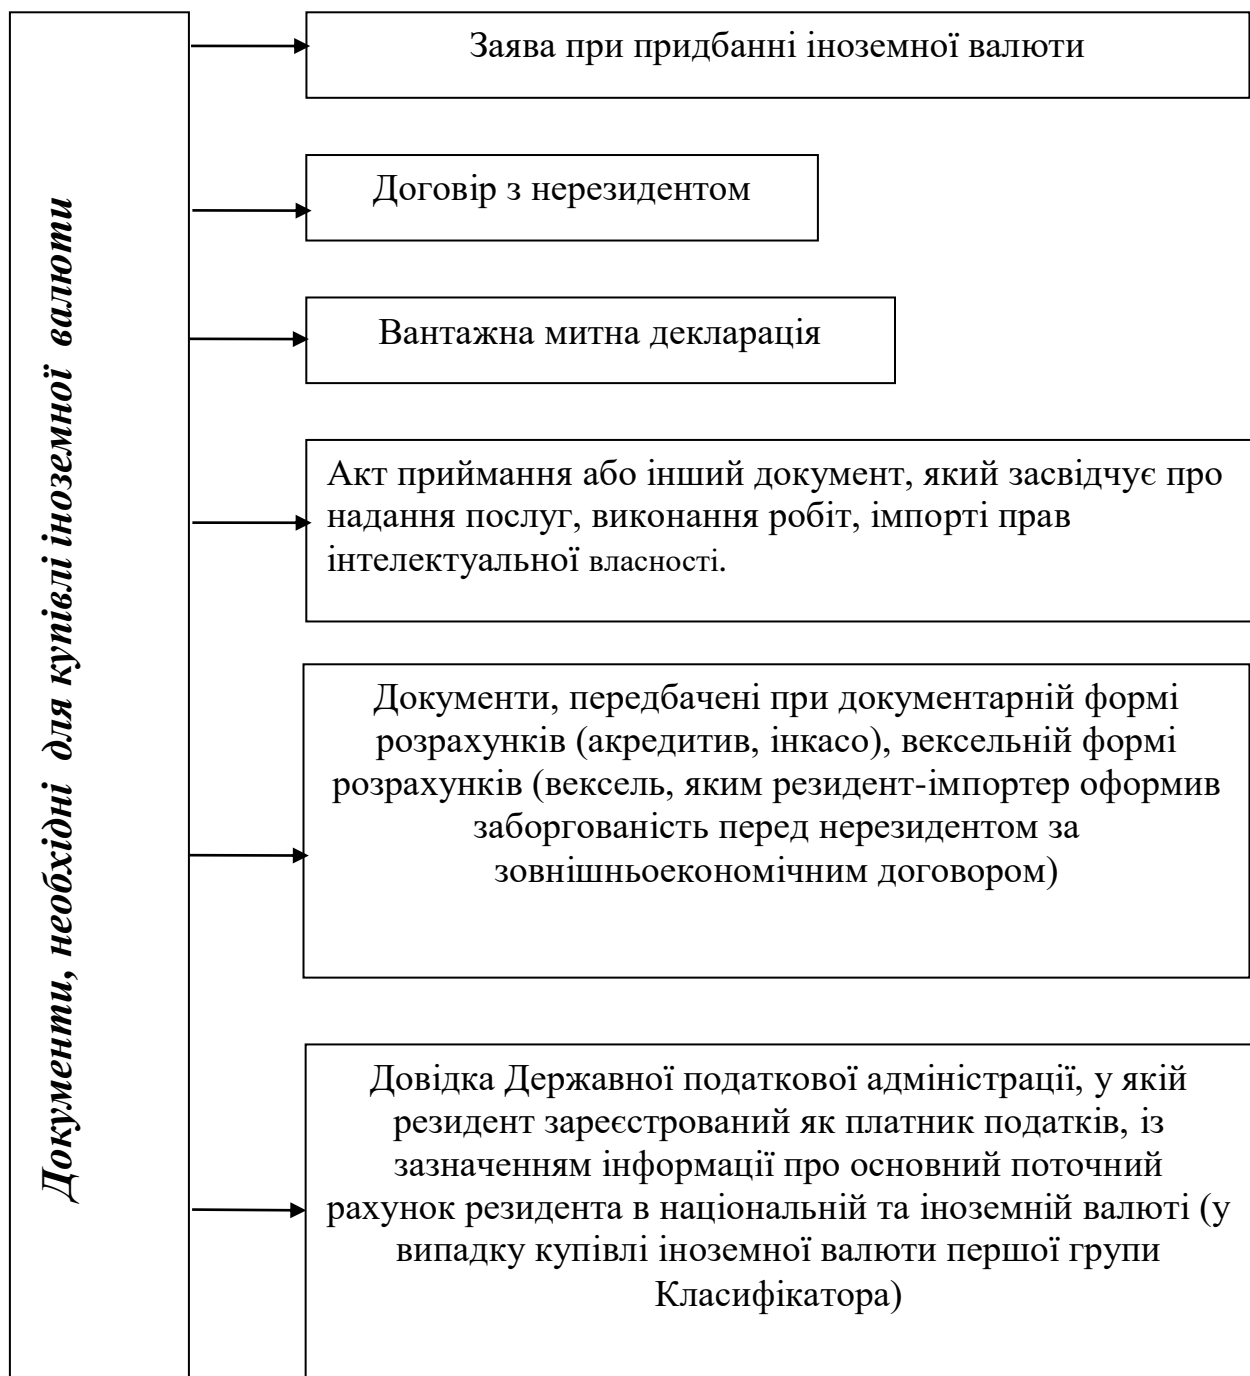 Документи, необхідні для купівлі іноземної валюти
Заява при придбанні іноземної валюти
Договір з нерезидентом
Вантажна митна декларація
Акт приймання або інший документ, який засвідчує про
надання послуг, виконання робіт, імпорті прав
інтелектуальної власності.
Документи, передбачені при документарній формі
розрахунків (акредитив, інкасо), вексельній формі
розрахунків (вексель, яким резидент-імпортер оформив
заборгованість перед нерезидентом за
зовнішньоекономічним договором)
Довідка Державної податкової адміністрації, у якій
резидент зареєстрований як платник податків, із
зазначенням інформації про основний поточний
рахунок резидента в національній та іноземній валюті (у
випадку купівлі іноземної валюти першої групи
Класифікатора)